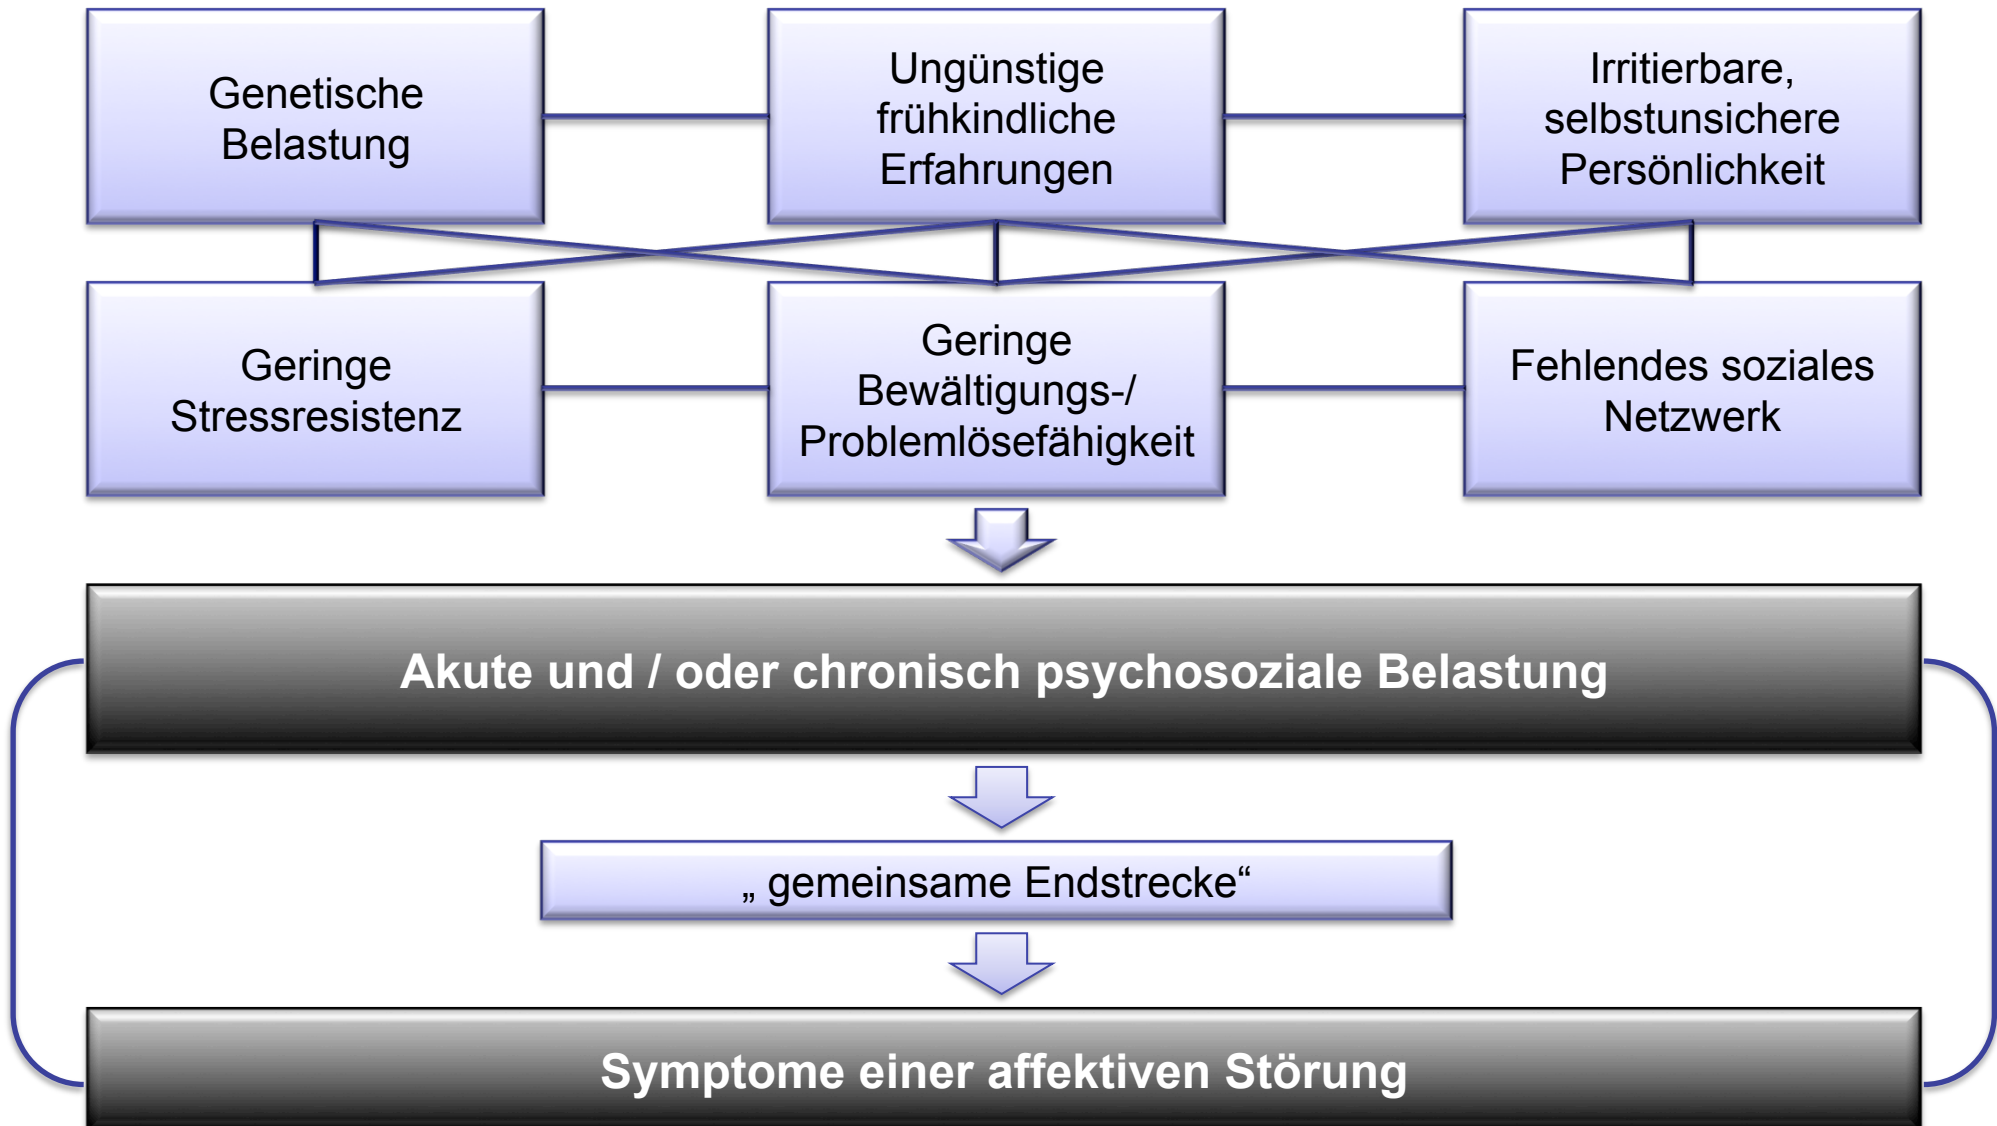 Genetische
Belastung
Ungünstige
frühkindliche
Erfahrungen
Irritierbare,
selbstunsichere
Persönlichkeit
Geringe
Stressresistenz
Geringe
Bewältigungs-/
Problemlösefähigkeit
Fehlendes soziales
Netzwerk
Akute und / oder chronisch psychosoziale Belastung
„ gemeinsame Endstrecke“
Symptome einer affektiven Störung